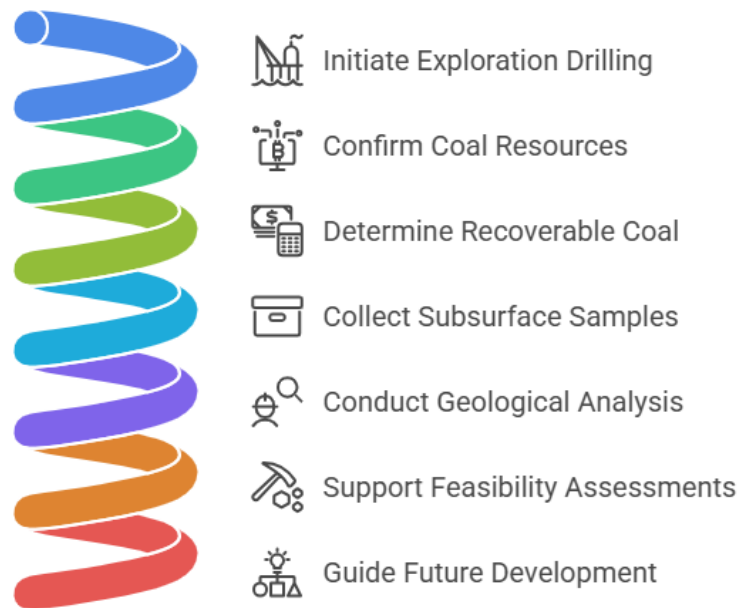 Initiate Exploration Drilling
Confirm Coal Resources
Determine Recoverable Coal
Collect Subsurface Samples
Conduct Geological Analysis
Support Feasibility Assessments
Guide Future Development